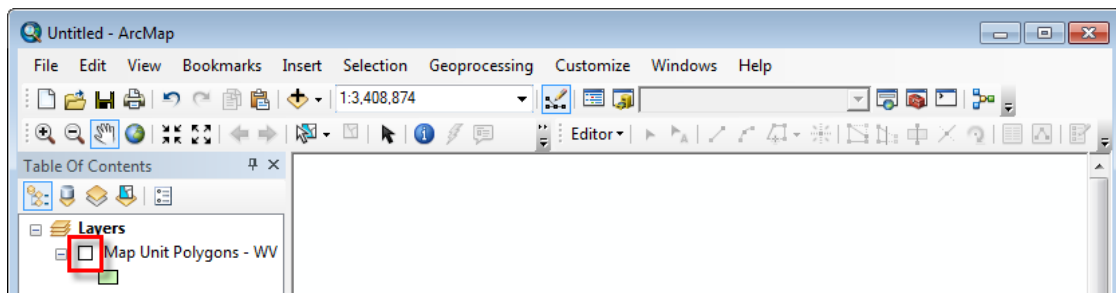 Untitled - ArcMap
File Edit View Bookmarks Insert Selection Geoprocessing Customize Windows Help
1:3,408,874
Editor
Table Of Contents
Layers
Map Unit Polygons - WV